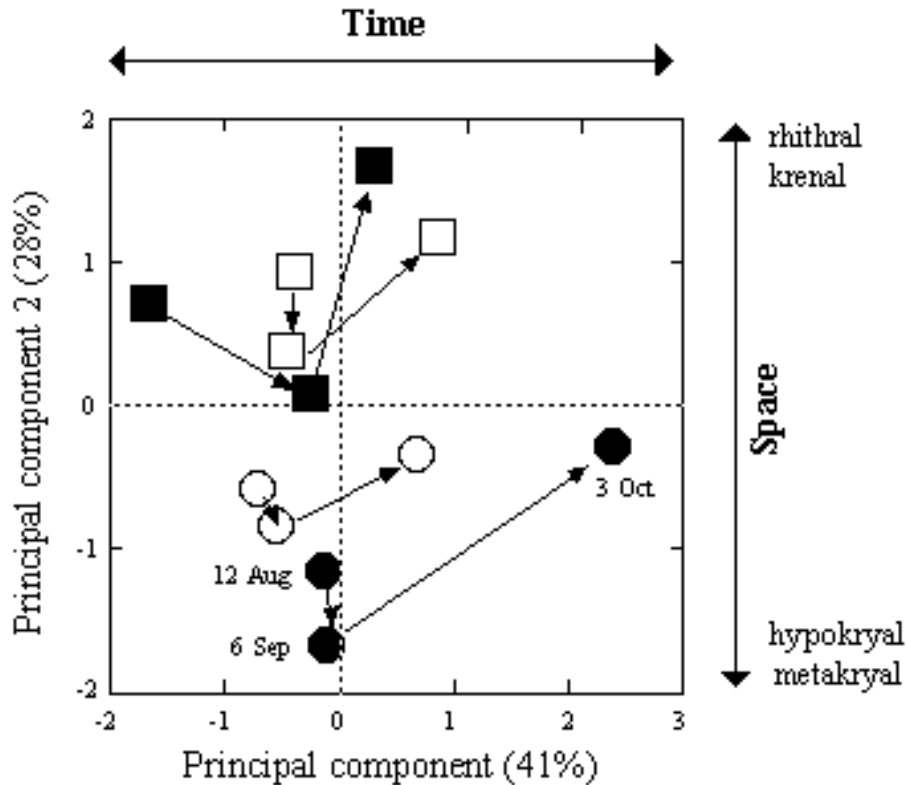 Time
2
1
0
-1
-2
-2
-1
0
1
2
3
Principal component 2 (28%)
Principal component (41%)
12 Aug
6 Sep
3 Oct
rhithral
krenal
Space
hypokryal
metakryal